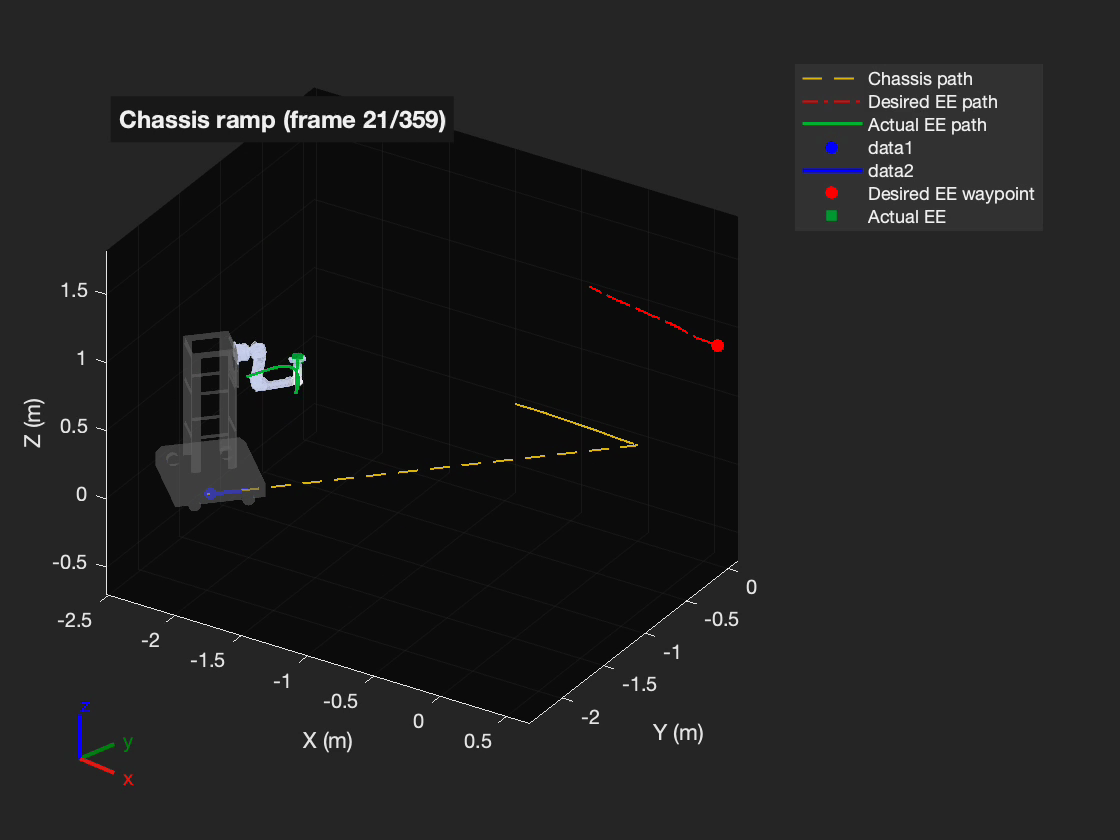 Chassis ramp (frame 21/359)
Chassis path
Desired EE path
Actual EE path
data1
data2
Desired EE waypoint
Actual EE
1.5
1
0.5
0
-0.5
Z (m)
-2.5
-2
-1.5
-1
-0.5
0
0.5
X (m)
0
-0.5
-1
-1.5
-2
Y (m)
z
y
x